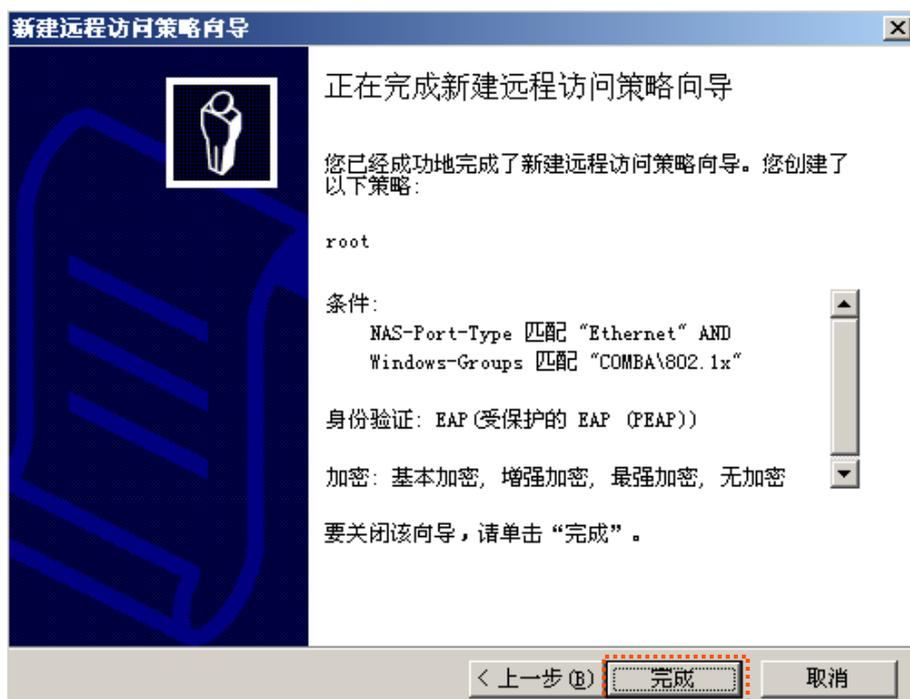 新建远程访问策略向导
正在完成新建远程访问策略向导
您已经成功地完成了新建远程访问策略向导。您创建了
以下策略:
root
条件:
NAS-Port-Type 匹配 "Ethernet" AND
Windows-Groups 匹配 "COMBA\802.1x"
身份验证: EAP(受保护的 EAP (PEAP))
加密: 基本加密, 增强加密, 最强加密, 无加密
要关闭该向导，请单击“完成”。
< 上一步(B) 完成 取消